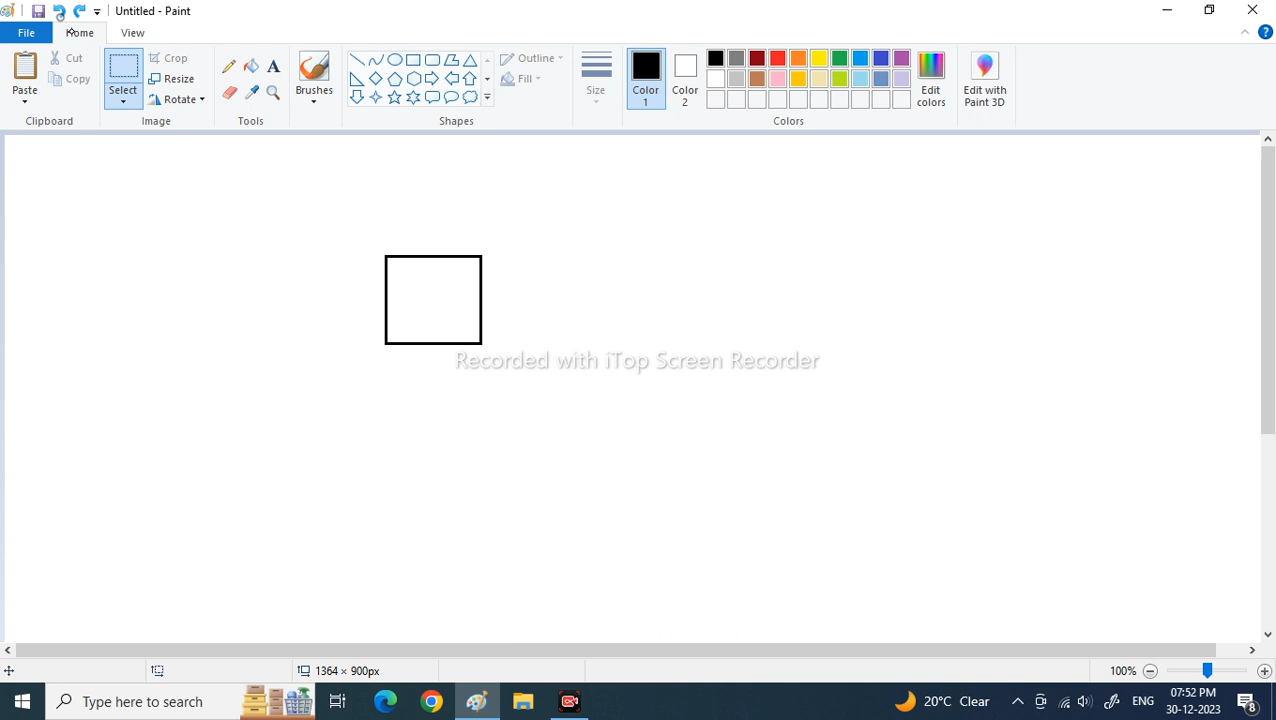 Untitled - Paint
File
Home
View
Paste
Cut
Copy
Clipboard
Select
Crop
Resize
Rotate
Image
A
Tools
Brushes
Shapes
Outline
Fill
Size
Color
1
Color
2
Colors
Edit
colors
Edit with
Paint 3D
Recorded with iTop Screen Recorder
1364 × 900px
100%
Type here to search
20°C Clear
ENG
07:52 PM
30-12-2023
8